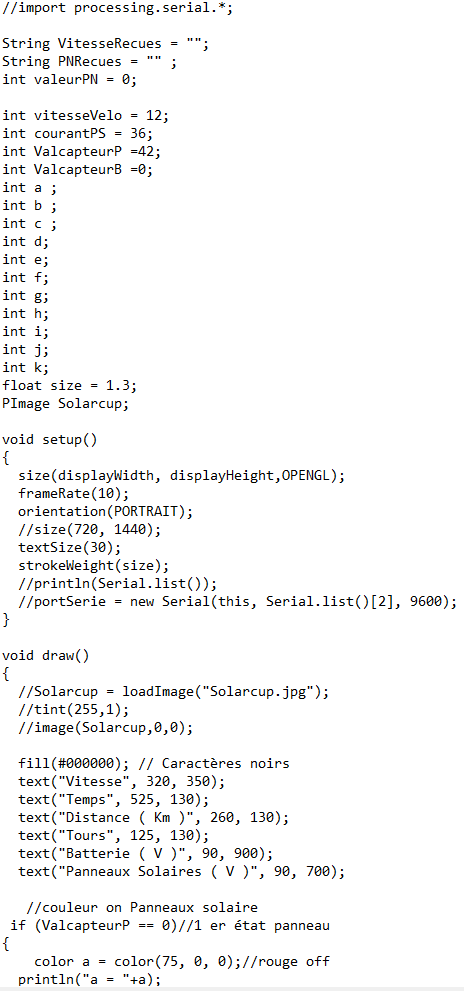 //import processing.serial.*;
String VitesseRecues = "";
String PNRecues = "" ;
int valeurPN = 0;
int vitesseVelo = 12;
int courantPS = 36;
int ValcapteurP =42;
int ValcapteurB =0;
int a ;
int b ;
int c ;
int d;
int e;
int f;
int g;
int h;
int i;
int j;
int k;
float size = 1.3;
PImage Solarcup;
void setup()
{
  size(displayWidth, displayHeight,OPENGL);
  frameRate(10);
  orientation(PORTRAIT);
  //size(720, 1440);
  textSize(30);
  strokeWeight(size);
  //println(Serial.list());
  //portSerie = new Serial(this, Serial.list()[2], 9600);
}
void draw()
{
  //Solarcup = loadImage("Solarcup.jpg");
  //tint(255,1);
  //image(Solarcup,0,0);
  fill(#000000); // Caractères noirs
  text("Vitesse", 320, 350);
  text("Temps", 525, 130);
  text("Distance ( Km )", 260, 130);
  text("Tours", 125, 130);
  text("Batterie ( V )", 90, 900);
  text("Panneaux Solaires ( V )", 90, 700);
   //couleur on Panneaux solaire
 if (ValcapteurP == 0)//1 er état panneau
{
    color a = color(75, 0, 0);//rouge off
  println("a = "+a);